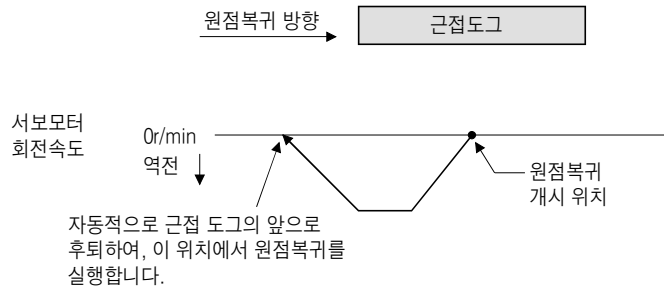 원점복귀 방향
근접도그
서보모터
회전속도
0r/min
역전
원점복귀
개시 위치
자동적으로 근접 도그의 앞으로
후퇴하여, 이 위치에서 원점복귀를
실행합니다.